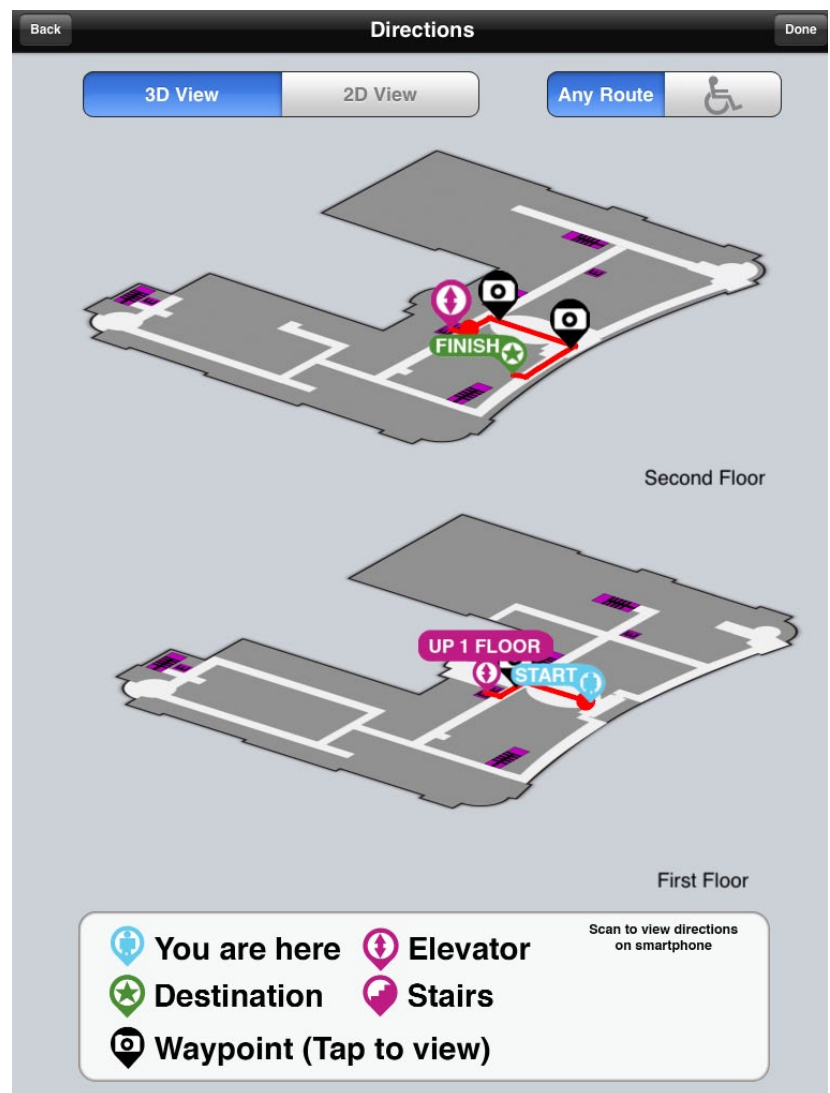 Back
Directions
Done
3D View
2D View
Any Route
FINISH
Second Floor
UP 1 FLOOR
START
First Floor
You are here
Elevator
Scan to view directions
on smartphone
Destination
Stairs
Waypoint (Tap to view)